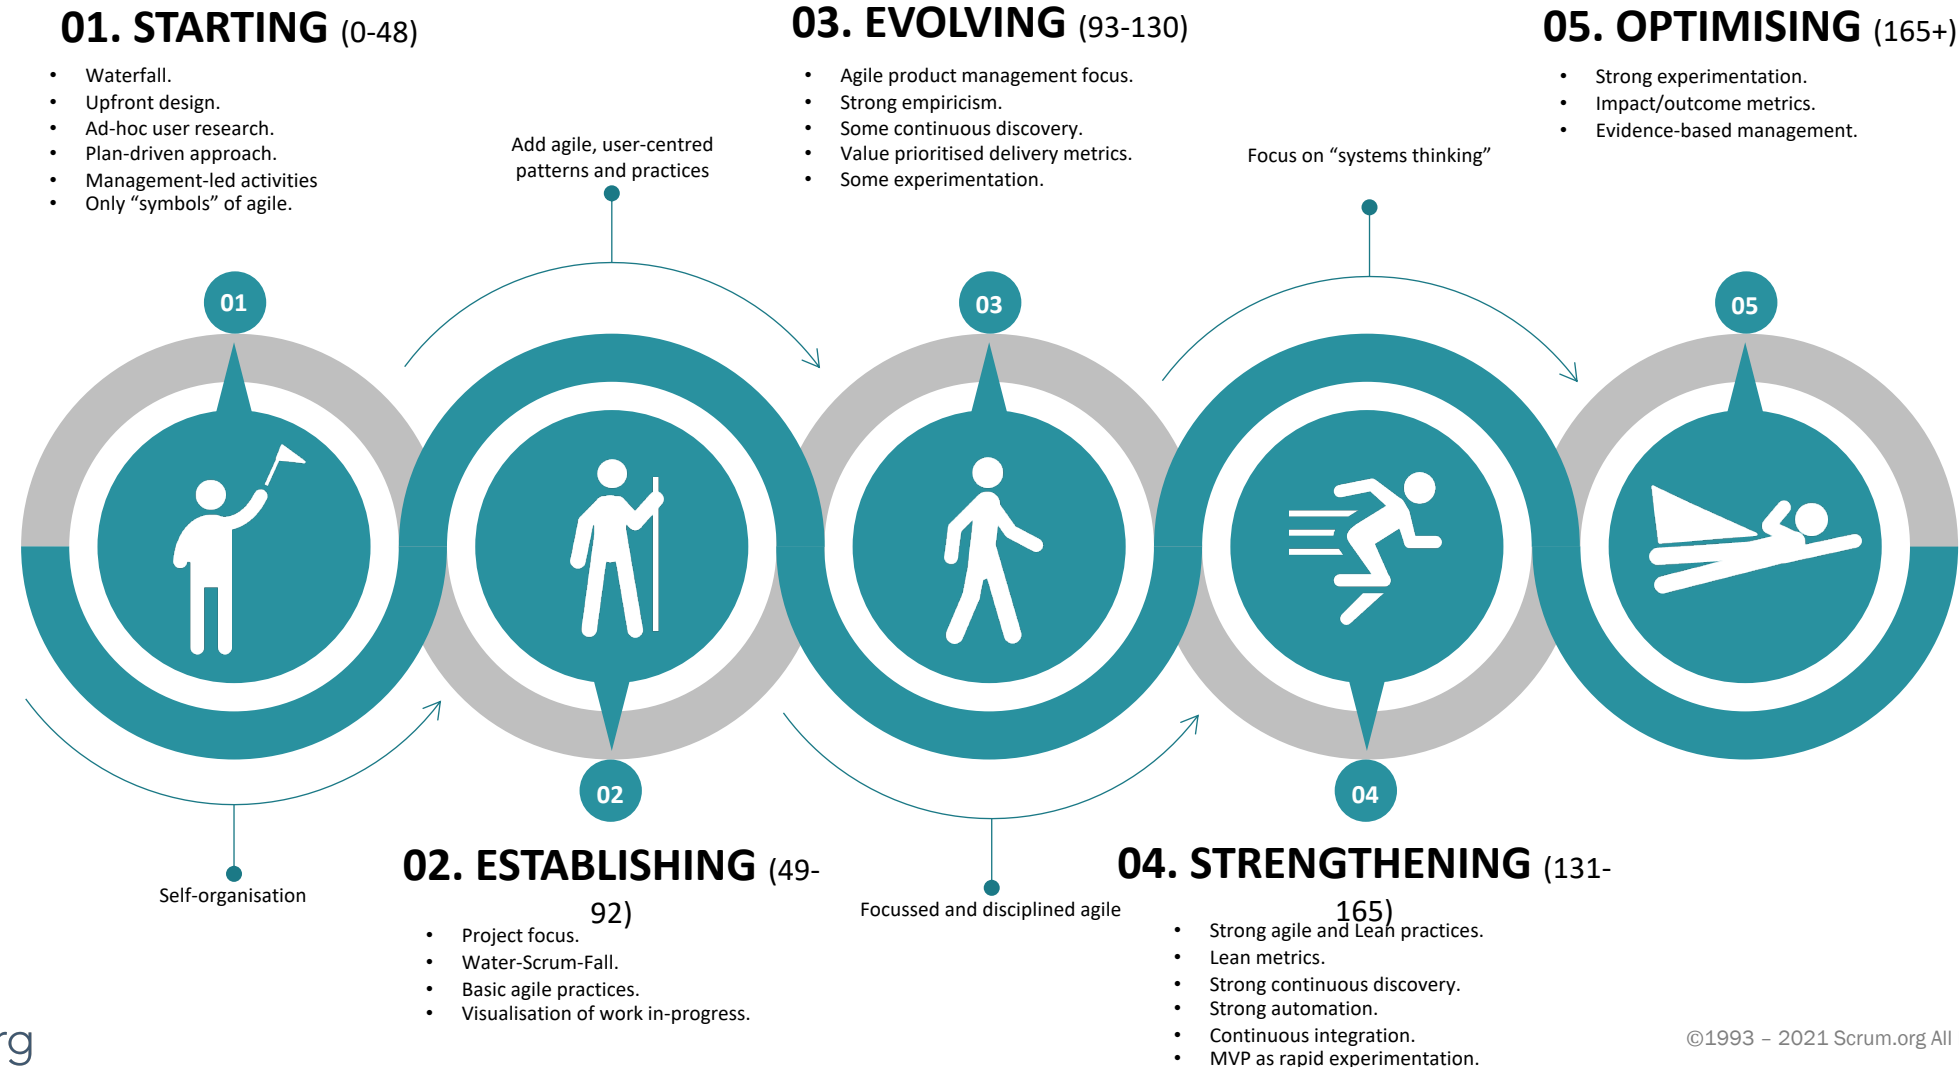 01. STARTING (0-48)
• Waterfall.
• Upfront design.
• Ad-hoc user research.
• Plan-driven approach.
• Management-led activities
• Only “symbols” of agile.
Add agile, user-centred
patterns and practices
03. EVOLVING (93-130)
• Agile product management focus.
• Strong empiricism.
• Some continuous discovery.
• Value prioritised delivery metrics.
• Some experimentation.
Focus on “systems thinking”
05. OPTIMISING (165+)
• Strong experimentation.
• Impact/outcome metrics.
• Evidence-based management.
01
03
05
02
04
Self-organisation
02. ESTABLISHING (49-
92)
• Project focus.
• Water-Scrum-Fall.
• Basic agile practices.
• Visualisation of work in-progress.
Focussed and disciplined agile
04. STRENGTHENING (131-
165)
• Strong agile and Lean practices.
• Lean metrics.
• Strong continuous discovery.
• Strong automation.
• Continuous integration.
• MVP as rapid experimentation.
rg
©1993 – 2021 Scrum.org All